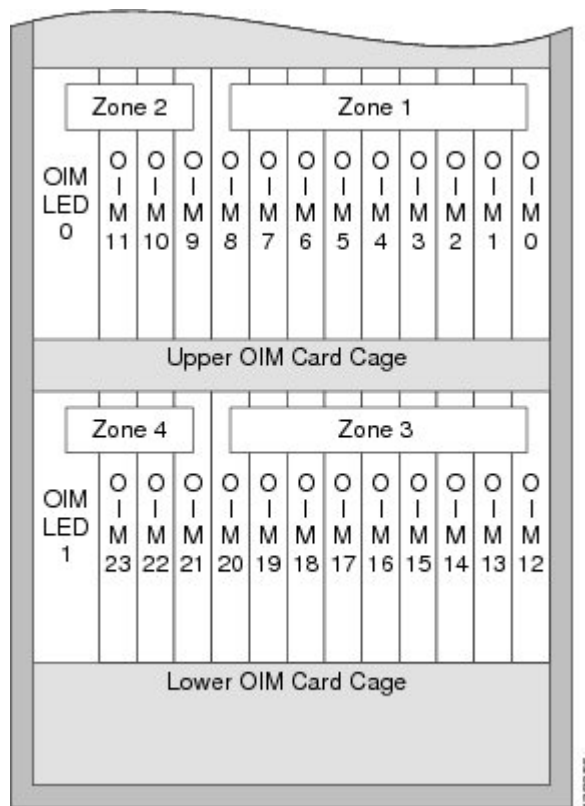 Zone 2 Zone 1
OIM LED 0
OIM 11
OIM 10
OIM 9
OIM 8
OIM 7
OIM 6
OIM 5
OIM 4
OIM 3
OIM 2
OIM 1
OIM 0
Upper OIM Card Cage
Zone 4 Zone 3
OIM LED 1
OIM 23
OIM 22
OIM 21
OIM 20
OIM 19
OIM 18
OIM 17
OIM 16
OIM 15
OIM 14
OIM 13
OIM 12
Lower OIM Card Cage